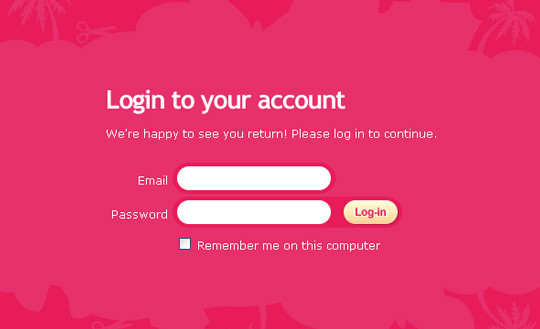 Login to your account
We're happy to see you return! Please log in to continue.
Email
Password
Log-in
Remember me on this computer